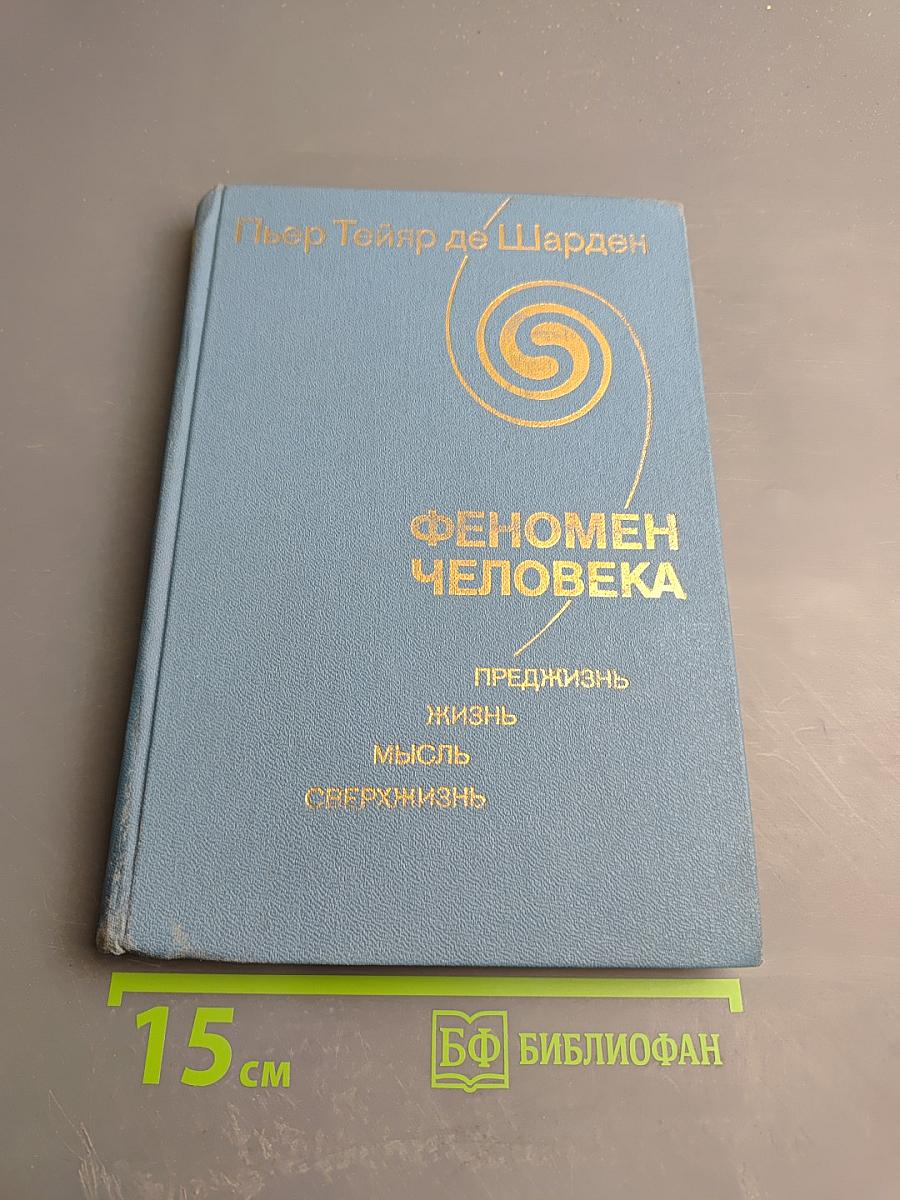 Пьер Тейяр де Шарден
ФЕНОМЕН
ЧЕЛОВЕКА
ПРЕДЖИЗНЬ
ЖИЗНЬ
МЫСЛЬ
СВЕРХЖИЗНЬ
15 см
БФ БИБЛИОФАН